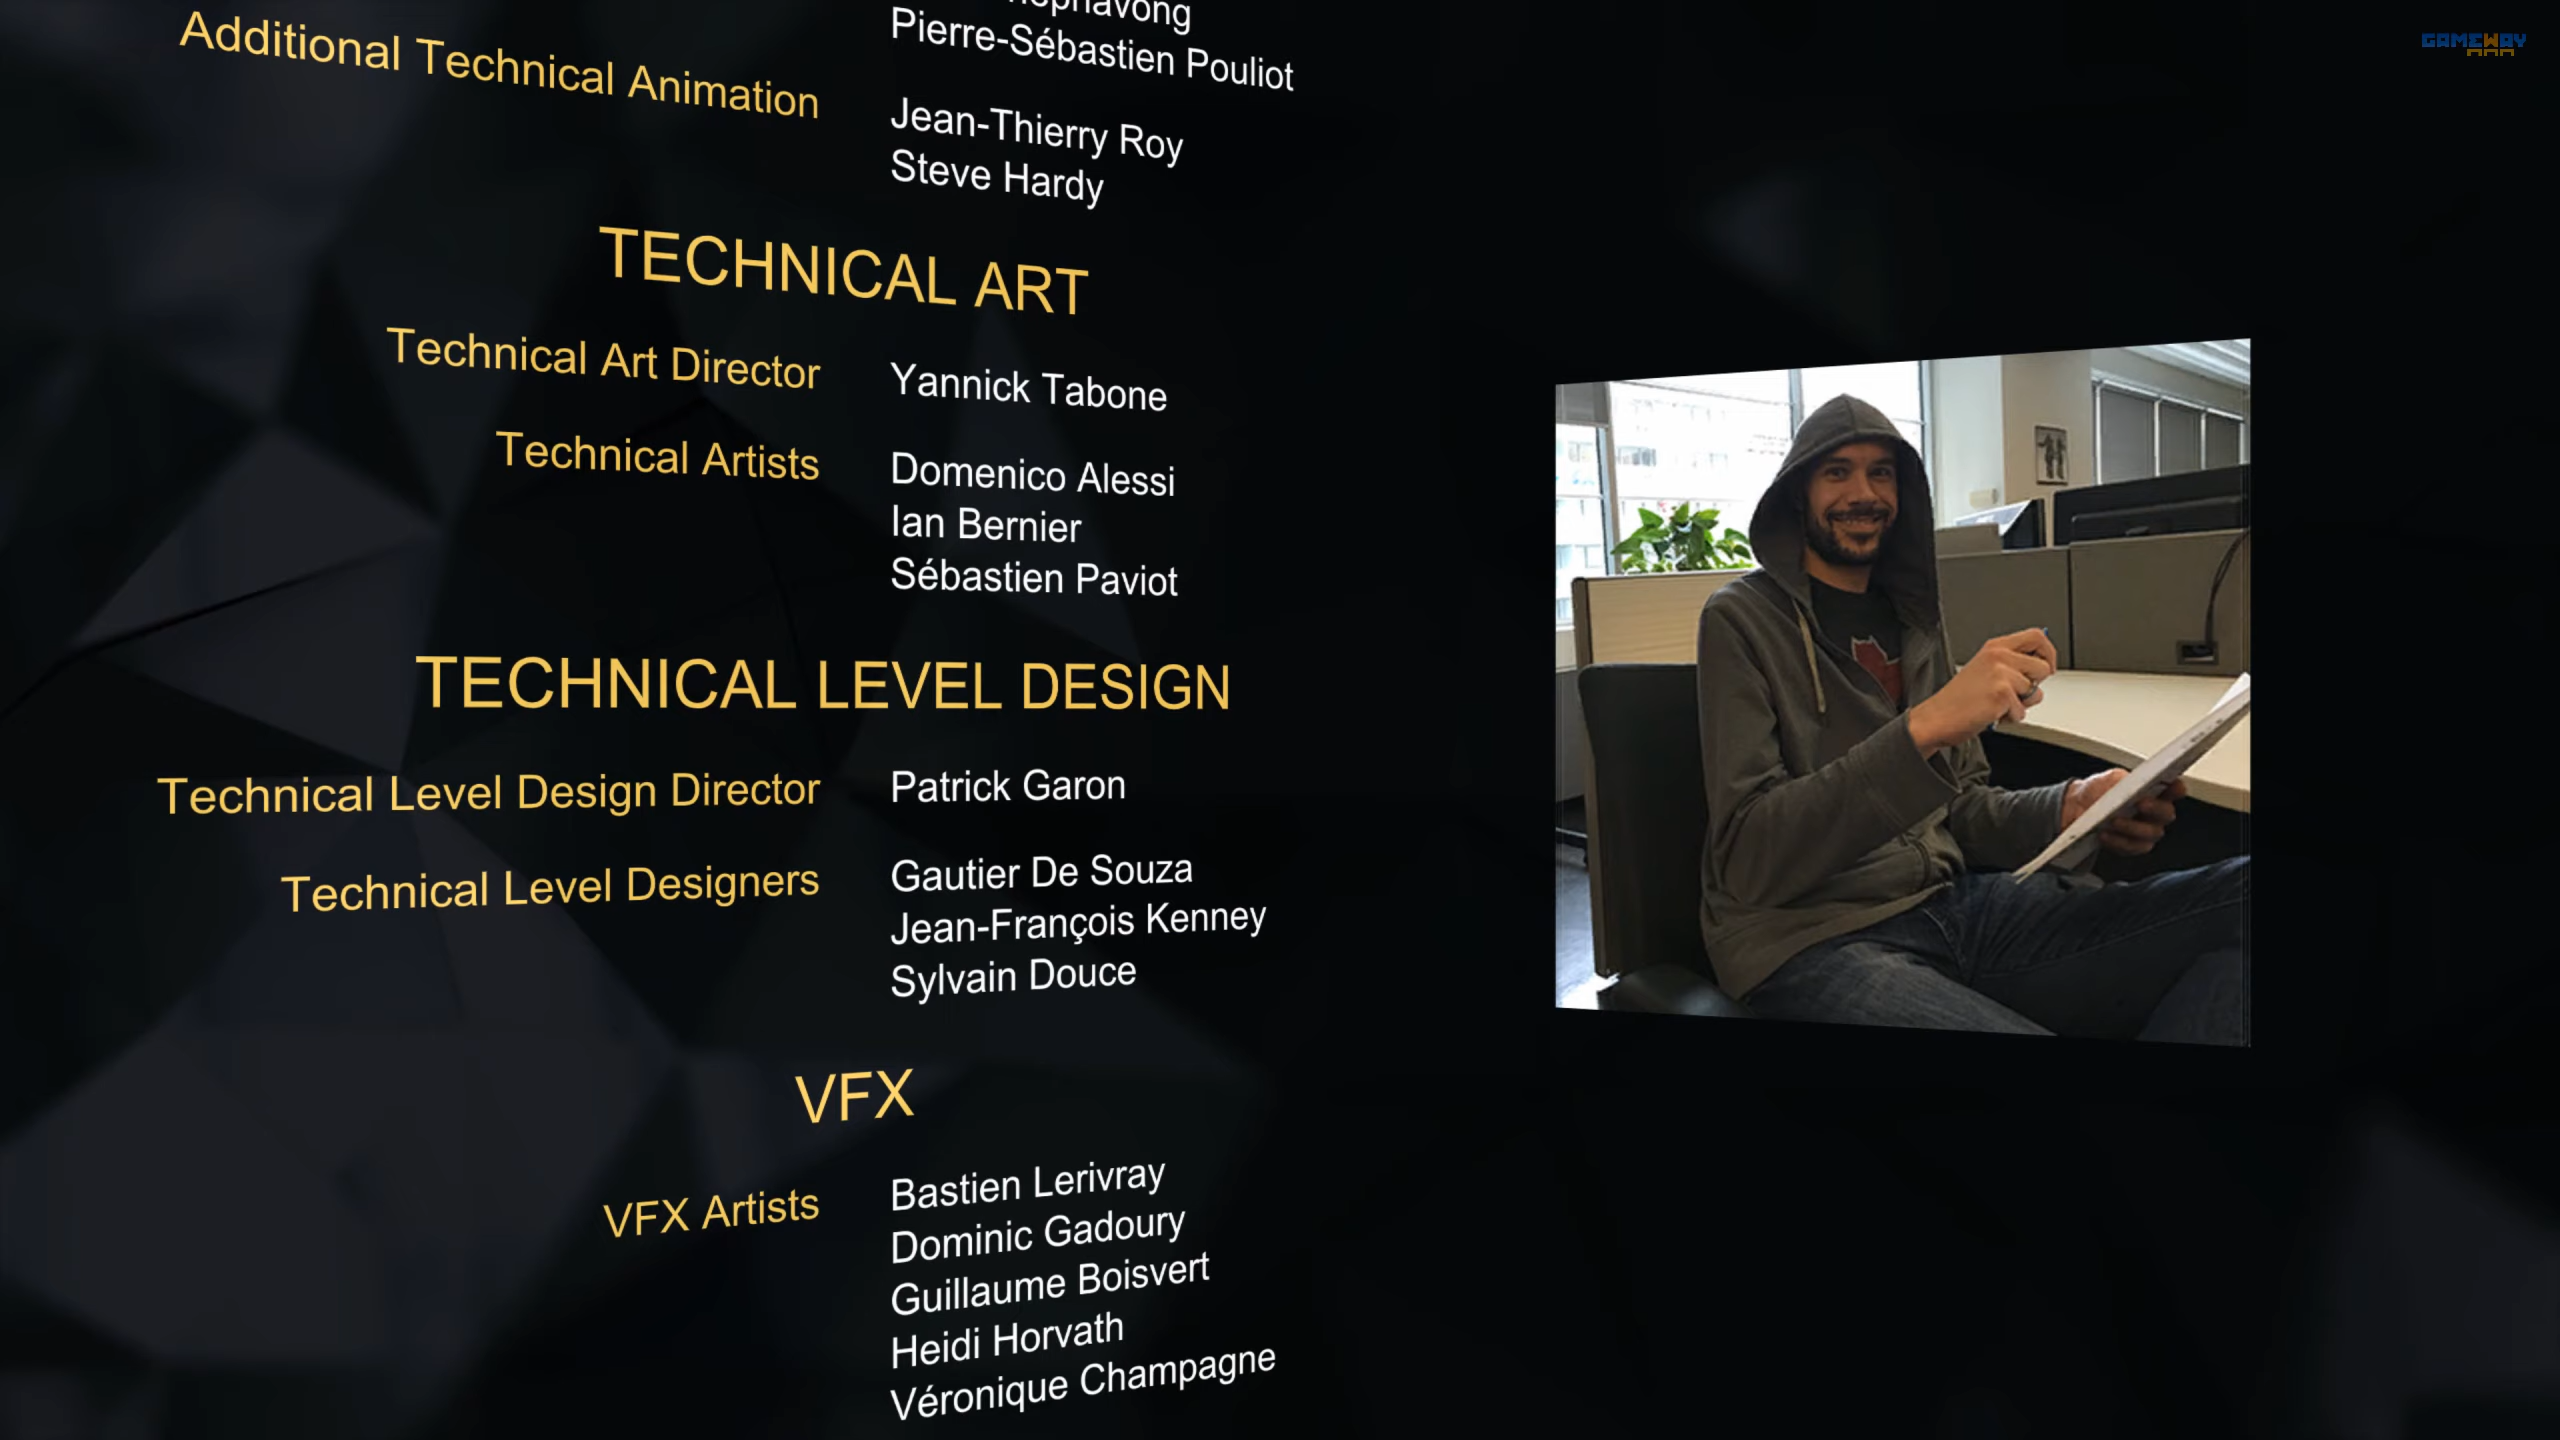 Pierre-Sébastien Pouliot
Additional Technical Animation
Jean-Thierry Roy
Steve Hardy
TECHNICAL ART
Technical Art Director
Yannick Tabone
Technical Artists
Domenico Alessi
Ian Bernier
Sébastien Paviot
TECHNICAL LEVEL DESIGN
Technical Level Design Director
Patrick Garon
Technical Level Designers
Gautier De Souza
Jean-François Kenney
Sylvain Douce
VFX
VFX Artists
Bastien Lerivray
Dominic Gadoury
Guillaume Boisvert
Heidi Horvath
Véronique Champagne
GAMEWAY